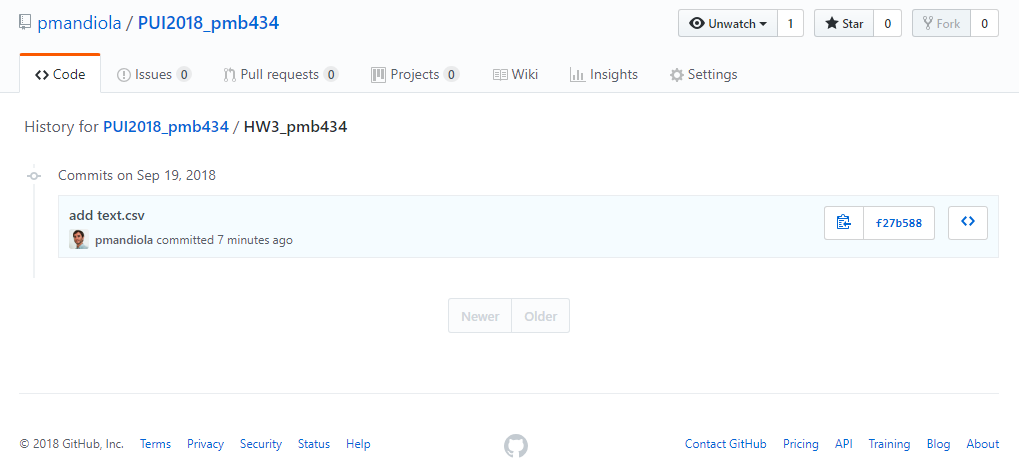 pmandiola / PUI2018_pmb434
Unwatch 1
Star 0
Fork 0
Code
Issues 0
Pull requests 0
Projects 0
Wiki
Insights
Settings
History for PUI2018_pmb434 / HW3_pmb434
Commits on Sep 19, 2018
add text.csv
pmandiola committed 7 minutes ago
f27b588
Newer Older
© 2018 GitHub, Inc. Terms Privacy Security Status Help Contact GitHub Pricing API Training Blog About